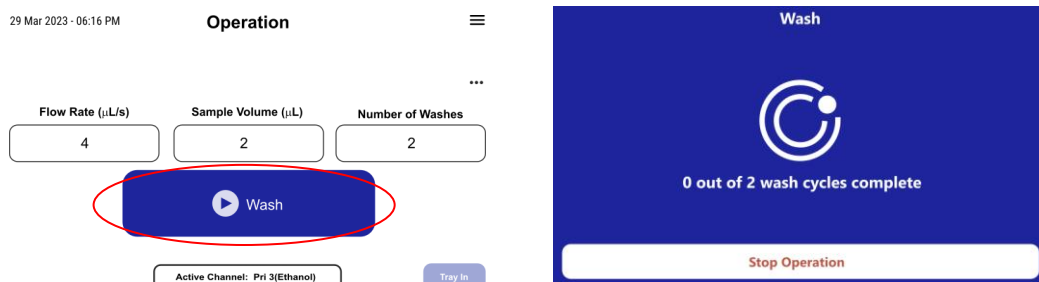 29 Mar 2023 - 06:16 PM
Operation
Flow Rate (µL/s)
Sample Volume (µL)
Number of Washes
4
2
2
Wash
Active Channel: Pri 3(Ethanol)
Tray In
Wash
0 out of 2 wash cycles complete
Stop Operation